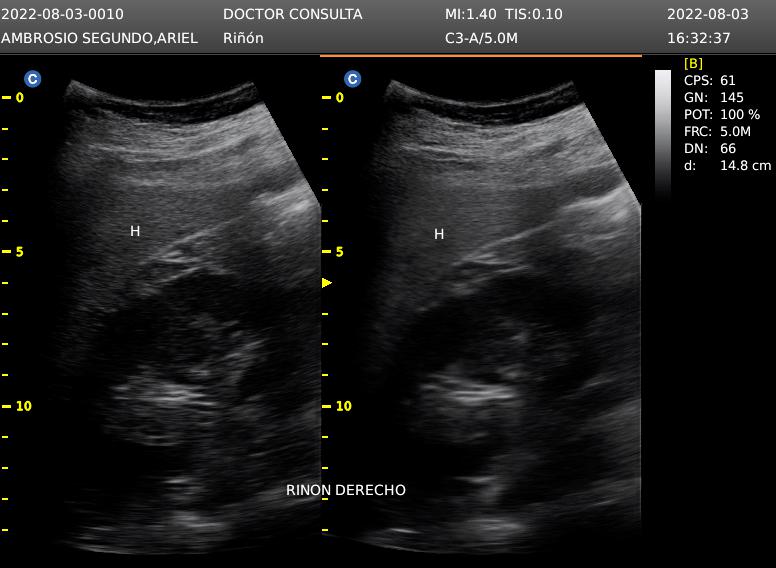 2022-08-03-0010 DOCTOR CONSULTA MI:1.40 TIS:0.10 2022-08-03
AMBROSIO SEGUNDO,ARIEL Riñón C3-A/5.0M 16:32:37
C C
[B]
CPS: 61
GN: 145
POT: 100 %
FRC: 5.0M
DN: 66
d: 14.8 cm
0 0
H H
5 5
10 10
RINON DERECHO